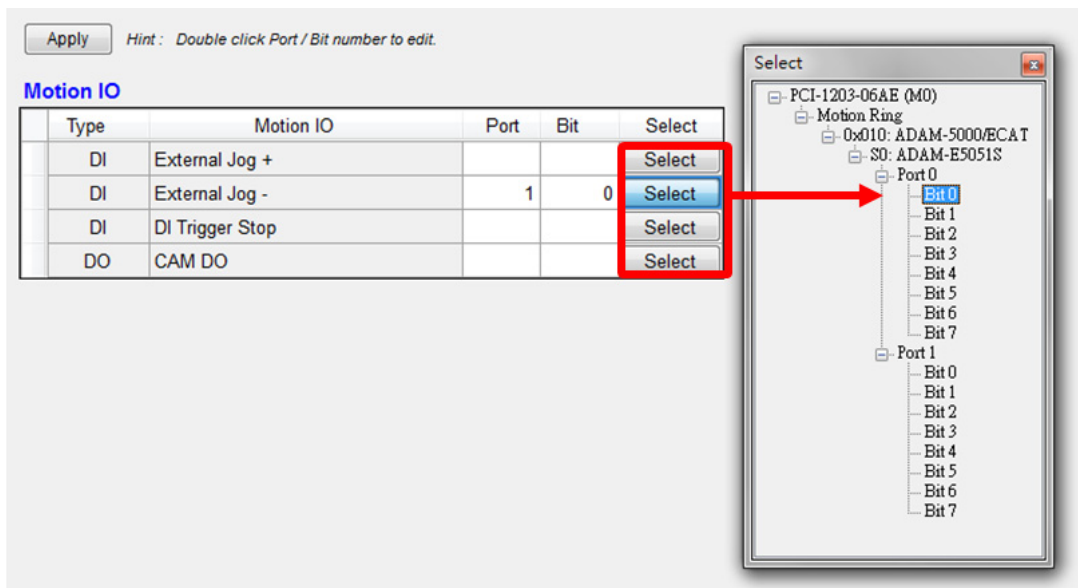 Apply Hint : Double click Port / Bit number to edit.
Motion IO
Type Motion IO Port Bit Select
DI External Jog + Select
DI External Jog - 1 0 Select
DI DI Trigger Stop Select
DO CAM DO Select
Select
PCI-1203-06AE (M0)
Motion Ring
0x010: ADAM-5000/ECAT
S0: ADAM-E5051S
Port 0
Bit 0
Bit 1
Bit 2
Bit 3
Bit 4
Bit 5
Bit 6
Bit 7
Port 1
Bit 0
Bit 1
Bit 2
Bit 3
Bit 4
Bit 5
Bit 6
Bit 7